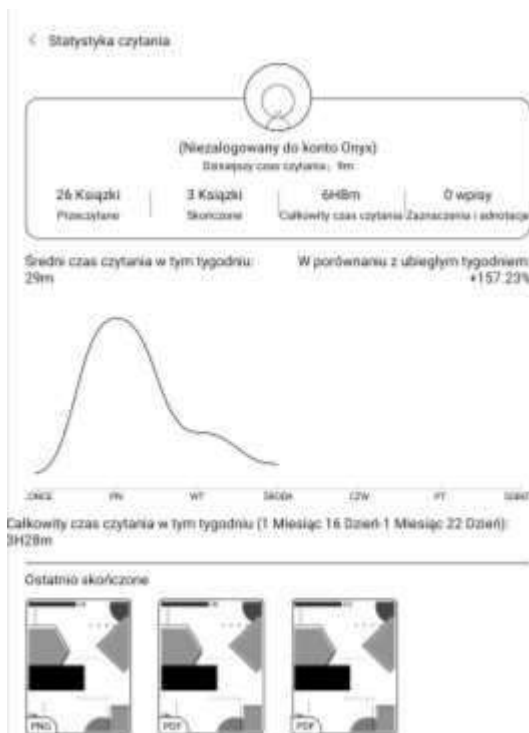 Statystyka czytania
(Niezalogowany do konto Onyx)
Dzisiejszy czas czytania: 9m
26 Książki
Przeczytane
3 Książki
Skończone
6H8m
Całkowity czas czytania
0 wpisy
Zaznaczenia i adnotacje
Średni czas czytania w tym tygodniu:
29m
W porównaniu z ubiegłym tygodniem:
+157.23%
PN WT ŚRODA CZW PT
Całkowity czas czytania w tym tygodniu (1 Miesiąc 16 Dzień-1 Miesiąc 22 Dzień):
3H28m
Ostatnio skończone
PNG
PDF
PDF